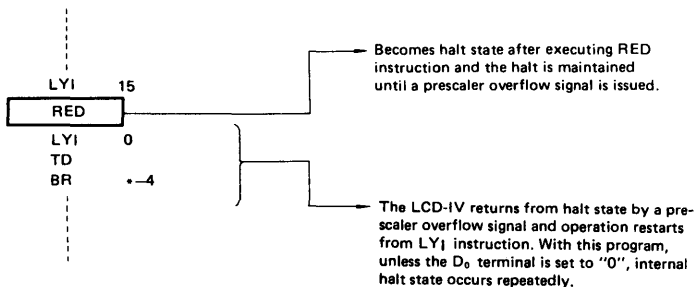 Becomes halt state after executing RED
instruction and the halt is maintained
until a prescaler overflow signal is issued.
LYI 15
RED
LYI 0
TD
BR *–4
The LCD-IV returns from halt state by a pre-
scaler overflow signal and operation restarts
from LYI instruction. With this program,
unless the D₀ terminal is set to "0", internal
halt state occurs repeatedly.